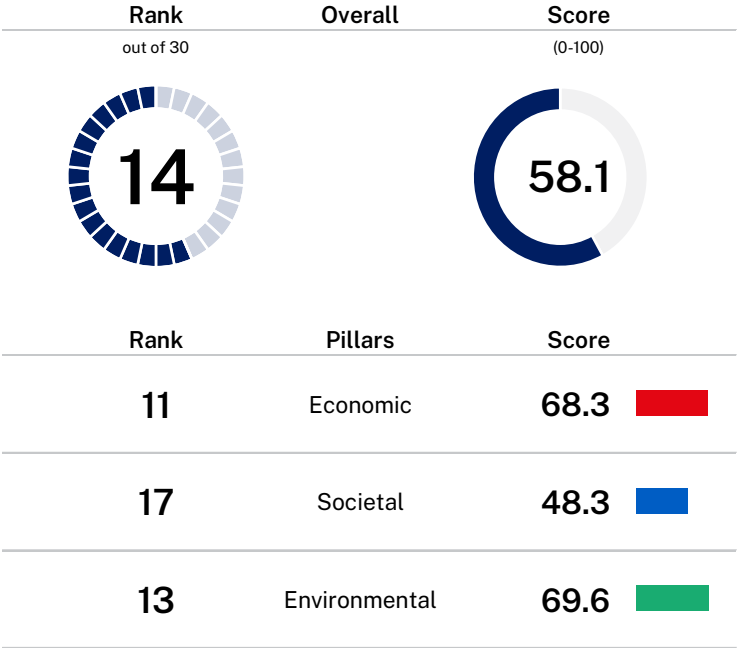 Rank Overall Score
out of 30 (0-100)
14 58.1
Rank Pillars Score
11 Economic 68.3
17 Societal 48.3
13 Environmental 69.6